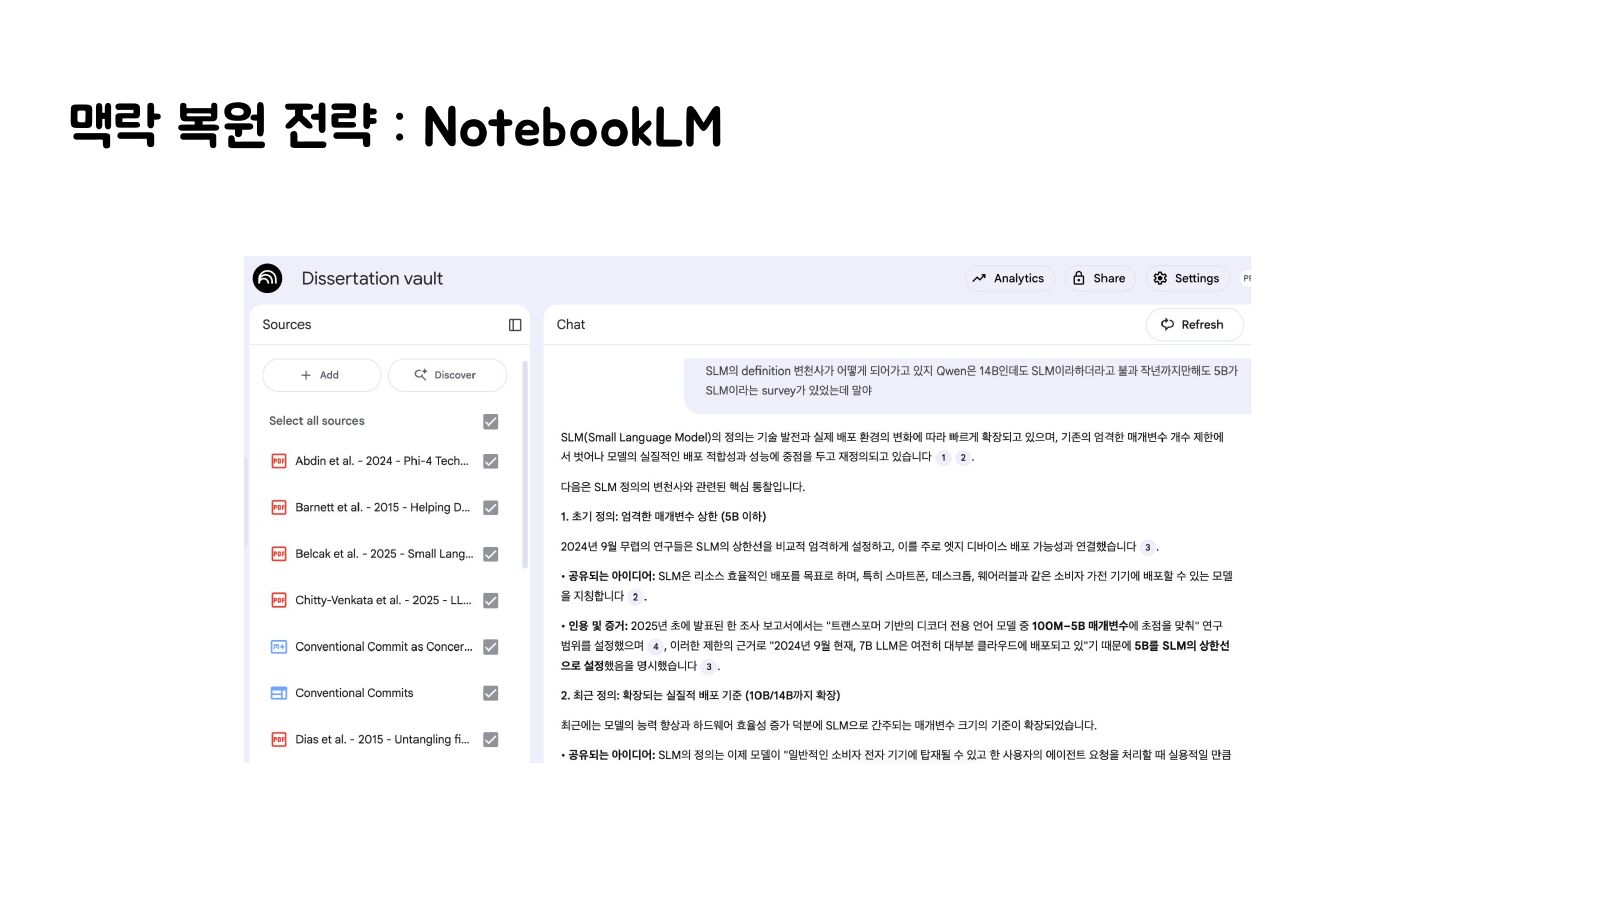 맥락 복원 전략 : NotebookLM
Dissertation vault
Analytics
Share
Settings
Sources
Chat
Refresh
Add
Discover
Select all sources
Abdin et al. - 2024 - Phi-4 Tech...
Barnett et al. - 2015 - Helping D...
Belcak et al. - 2025 - Small Lang...
Chitty-Venkata et al. - 2025 - LL...
Conventional Commit as Concer...
Conventional Commits
Dias et al. - 2015 - Untangling fi...
SLM의 definition 변천사가 어떻게 되어가고 있지 Qwen은 14B인데도 SLM이라하더라고 불과 작년까지만해도 5B가
SLM이라는 survey가 있었는데 말야
SLM(Small Language Model)의 정의는 기술 발전과 실제 배포 환경의 변화에 따라 빠르게 확장되고 있으며, 기존의 엄격한 매개변수 개수 제한에
서 벗어나 모델의 실질적인 배포 적합성과 성능에 중점을 두고 재정의되고 있습니다 1 2 .
다음은 SLM 정의의 변천사와 관련된 핵심 통찰입니다.
1. 초기 정의: 엄격한 매개변수 상한 (5B 이하)
2024년 9월 무렵의 연구들은 SLM의 상한선을 비교적 엄격하게 설정하고, 이를 주로 엣지 디바이스 배포 가능성과 연결했습니다 3 .
• 공유되는 아이디어: SLM은 리소스 효율적인 배포를 목표로 하며, 특히 스마트폰, 데스크톱, 웨어러블과 같은 소비자 가전 기기에 배포할 수 있는 모델
을 지칭합니다 2 .
• 인용 및 증거: 2025년 초에 발표된 한 조사 보고서에서는 "트랜스포머 기반의 디코더 전용 언어 모델 중 100M–5B 매개변수에 초점을 맞춰" 연구
범위를 설정했으며 4 , 이러한 제한의 근거로 "2024년 9월 현재, 7B LLM은 여전히 대부분 클라우드에 배포되고 있"기 때문에 5B를 SLM의 상한선
으로 설정했음을 명시했습니다 3 .
2. 최근 정의: 확장되는 실질적 배포 기준 (10B/14B까지 확장)
최근에는 모델의 능력 향상과 하드웨어 효율성 증가 덕분에 SLM으로 간주되는 매개변수 크기의 기준이 확장되었습니다.
• 공유되는 아이디어: SLM의 정의는 이제 모델이 "일반적인 소비자 전자 기기에 탑재될 수 있고 한 사용자의 에이전트 요청을 처리할 때 실용적일 만큼